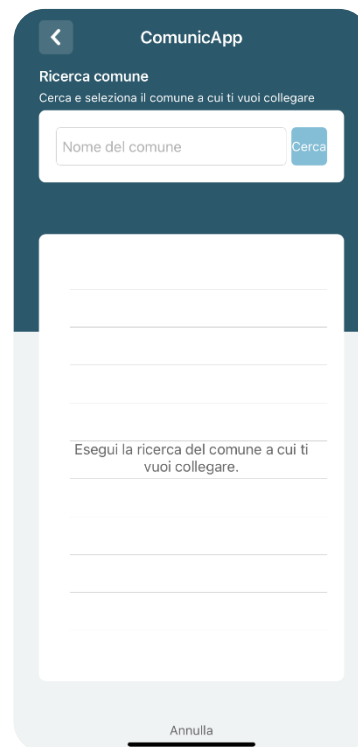 ComunicApp
Ricerca comune
Cerca e seleziona il comune a cui ti vuoi collegare
Nome del comune
Cerca
Esegui la ricerca del comune a cui ti
vuoi collegare.
Annulla